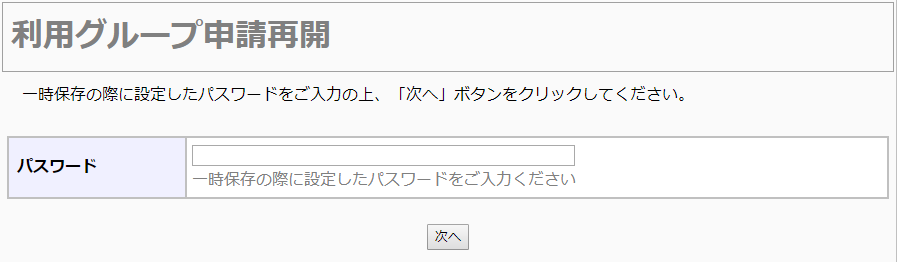 利用グループ申請再開
一時保存の際に設定したパスワードをご入力の上、「次へ」ボタンをクリックしてください。
パスワード
一時保存の際に設定したパスワードをご入力ください
次へ